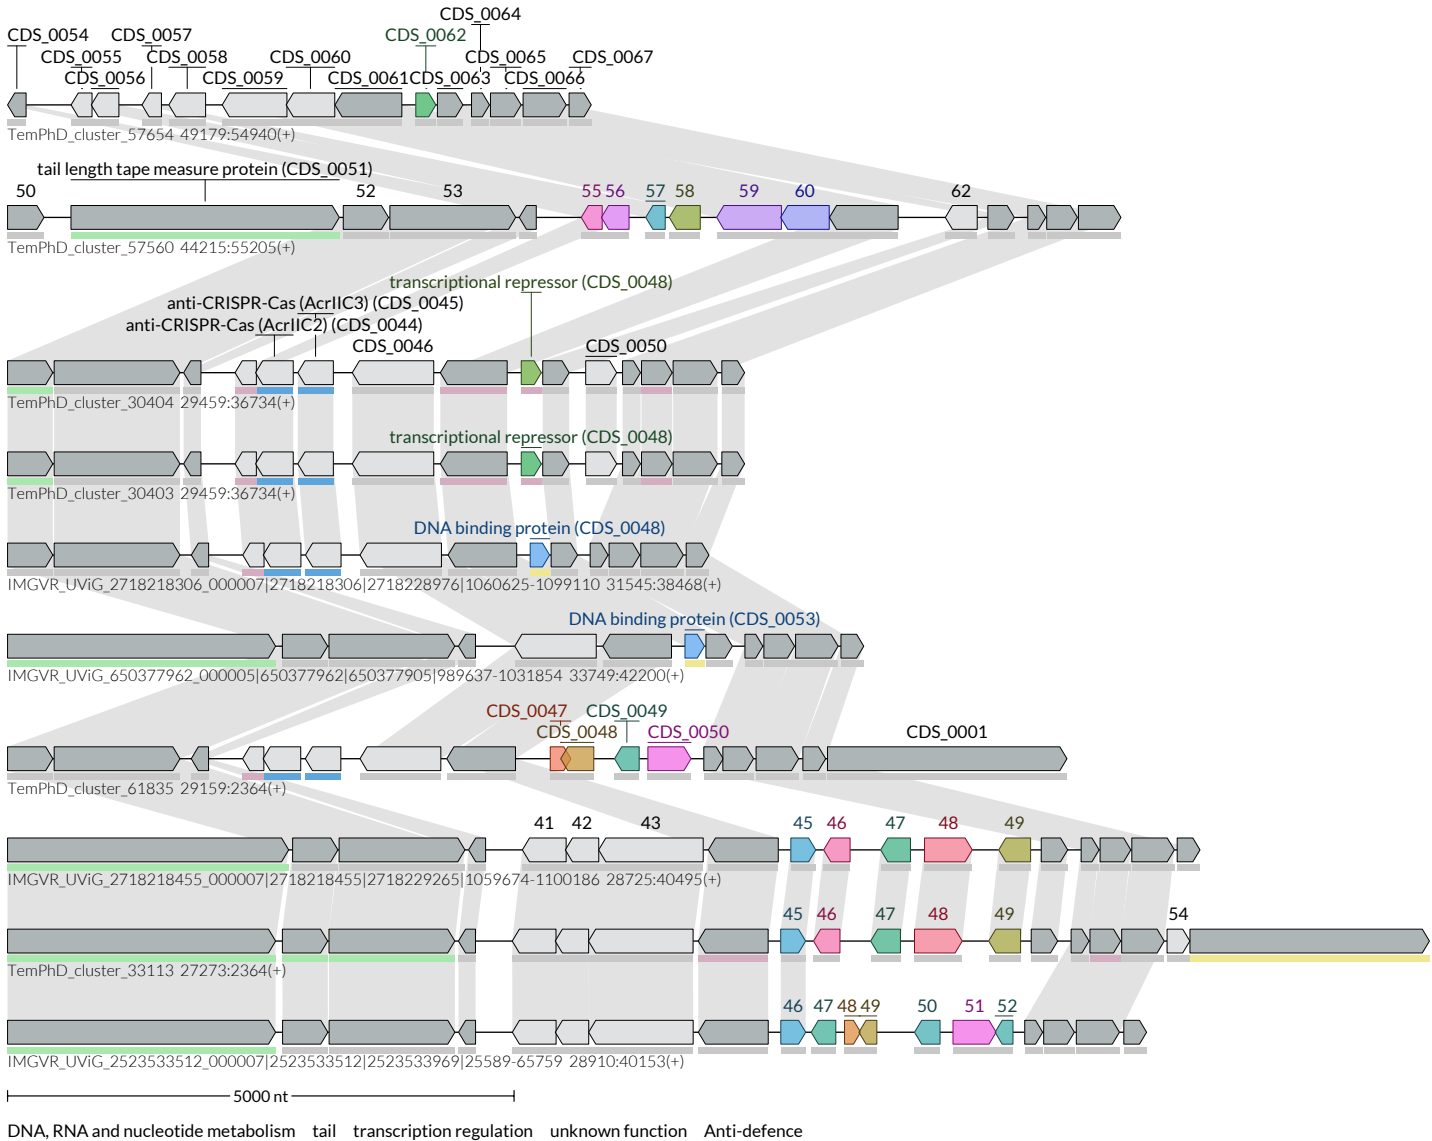 CDS_0064
CDS_0054 CDS_0057 CDS_0062
CDS_0055 CDS_0058 CDS_0060 CDS_0065 CDS_0067
CDS_0056 CDS_0059 CDS_0061 CDS_0063 CDS_0066
TemPhD_cluster_57654 49179:54940(+)
tail length tape measure protein (CDS_0051)
50 52 53 55 56 57 58 59 60 62
TemPhD_cluster_57560 44215:55205(+)
transcriptional repressor (CDS_0048)
anti-CRISPR-Cas (AcrIIC3) (CDS_0045)
anti-CRISPR-Cas (AcrIIC2) (CDS_0044)
CDS_0046 CDS_0050
TemPhD_cluster_30404 29459:36734(+)
transcriptional repressor (CDS_0048)
TemPhD_cluster_30403 29459:36734(+)
DNA binding protein (CDS_0048)
IMGVR_UViG_2718218306_000007|2718218306|2718228976|1060625-1099110 31545:38468(+)
DNA binding protein (CDS_0053)
IMGVR_UViG_650377962_000005|650377962|650377905|989637-1031854 33749:42200(+)
CDS_0047 CDS_0049
CDS_0048 CDS_0050 CDS_0001
TemPhD_cluster_61835 29159:2364(+)
41 42 43 45 46 47 48 49
IMGVR_UViG_2718218455_000007|2718218455|2718229265|1059674-1100186 28725:40495(+)
45 46 47 48 49 54
TemPhD_cluster_33113 27273:2364(+)
46 47 48 49 50 51 52
IMGVR_UViG_2523533512_000007|2523533512|2523533969|25589-65759 28910:40153(+)
5000 nt
DNA, RNA and nucleotide metabolism tail transcription regulation unknown function Anti-defence